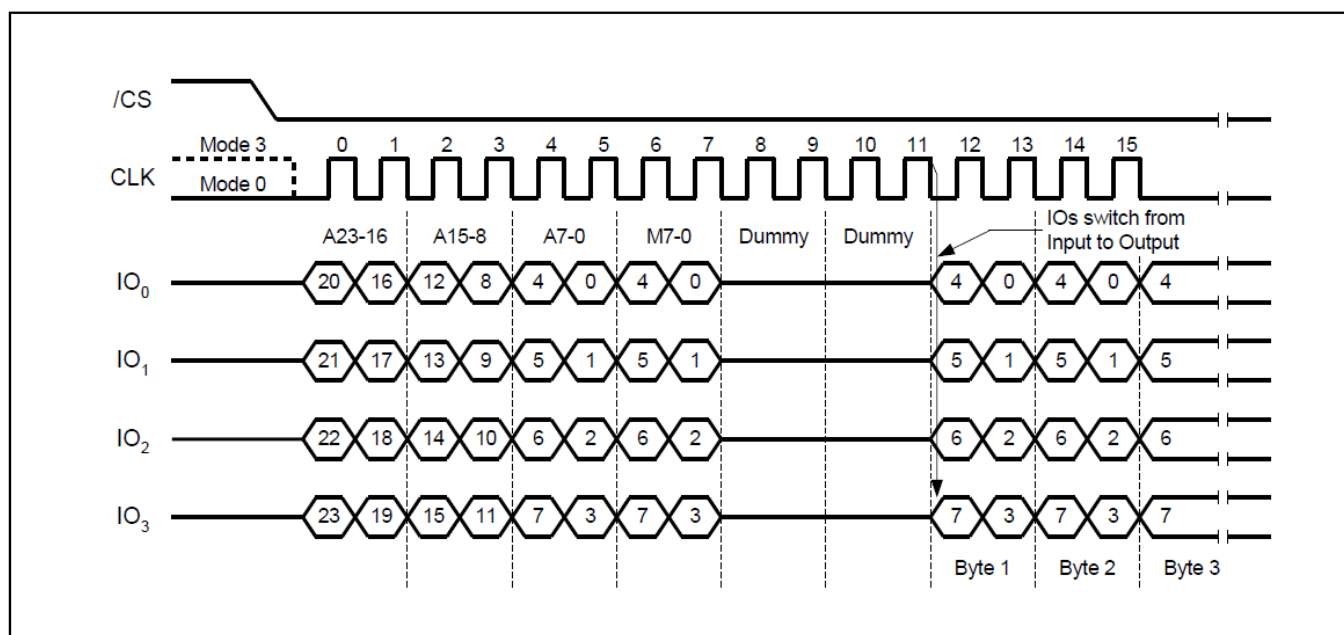 /CS
Mode 3
0 1 2 3 4 5 6 7 8 9 10 11 12 13 14 15
CLK
Mode 0
IOs switch from
Input to Output
A23-16 A15-8 A7-0 M7-0 Dummy Dummy
IO0 20 16 12 8 4 0 4 0 4 0 4 0 4
IO1 21 17 13 9 5 1 5 1 5 1 5 1 5
IO2 22 18 14 10 6 2 6 2 6 2 6 2 6
IO3 23 19 15 11 7 3 7 3 7 3 7 3 7
Byte 1 Byte 2 Byte 3